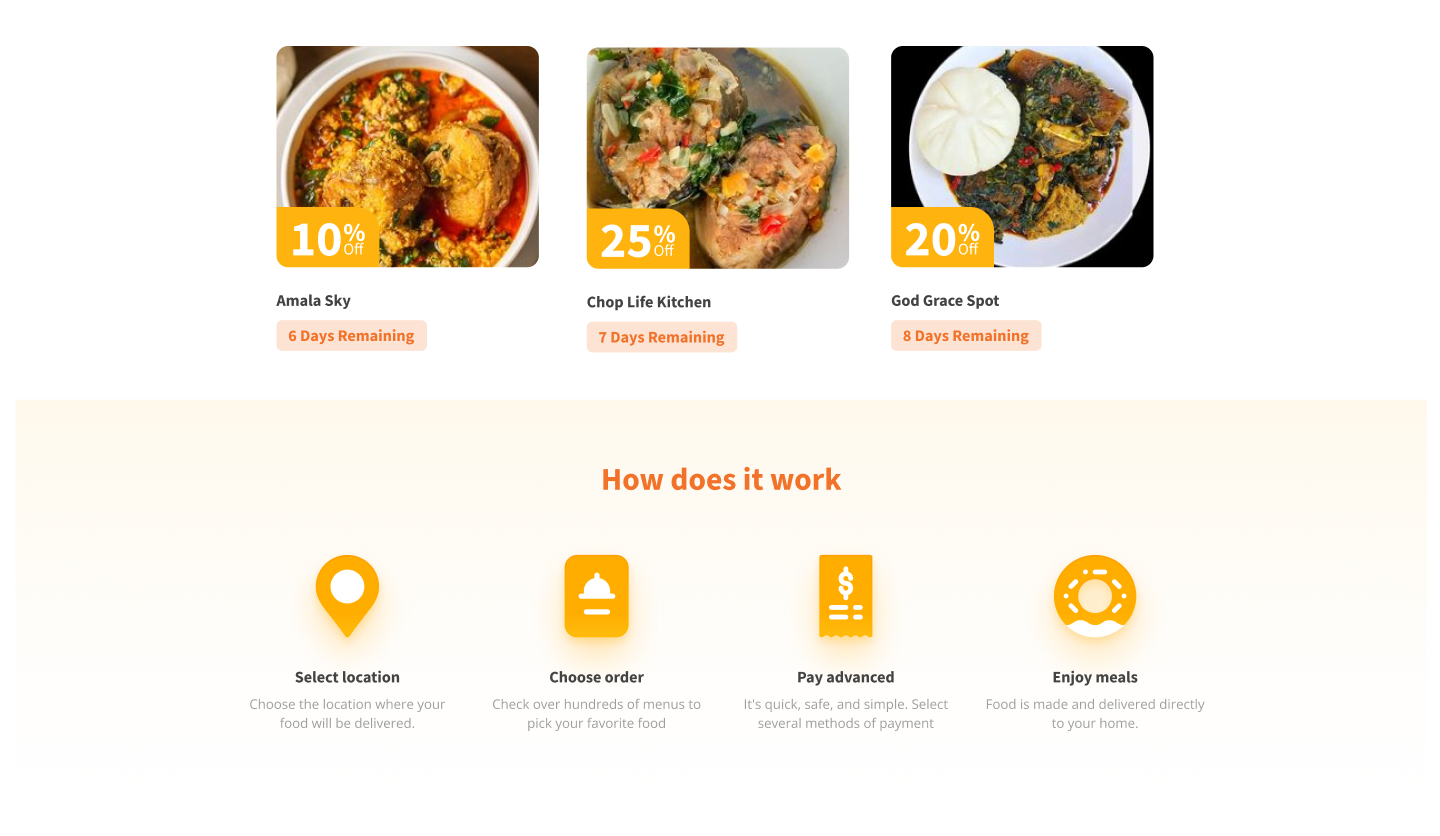 10% Off
25% Off
20% Off
Amala Sky
Chop Life Kitchen
God Grace Spot
6 Days Remaining
7 Days Remaining
8 Days Remaining
How does it work
$
Select location
Choose order
Pay advanced
Enjoy meals
Choose the location where your
food will be delivered.
Check over hundreds of menus to
pick your favorite food
It's quick, safe, and simple. Select
several methods of payment
Food is made and delivered directly
to your home.